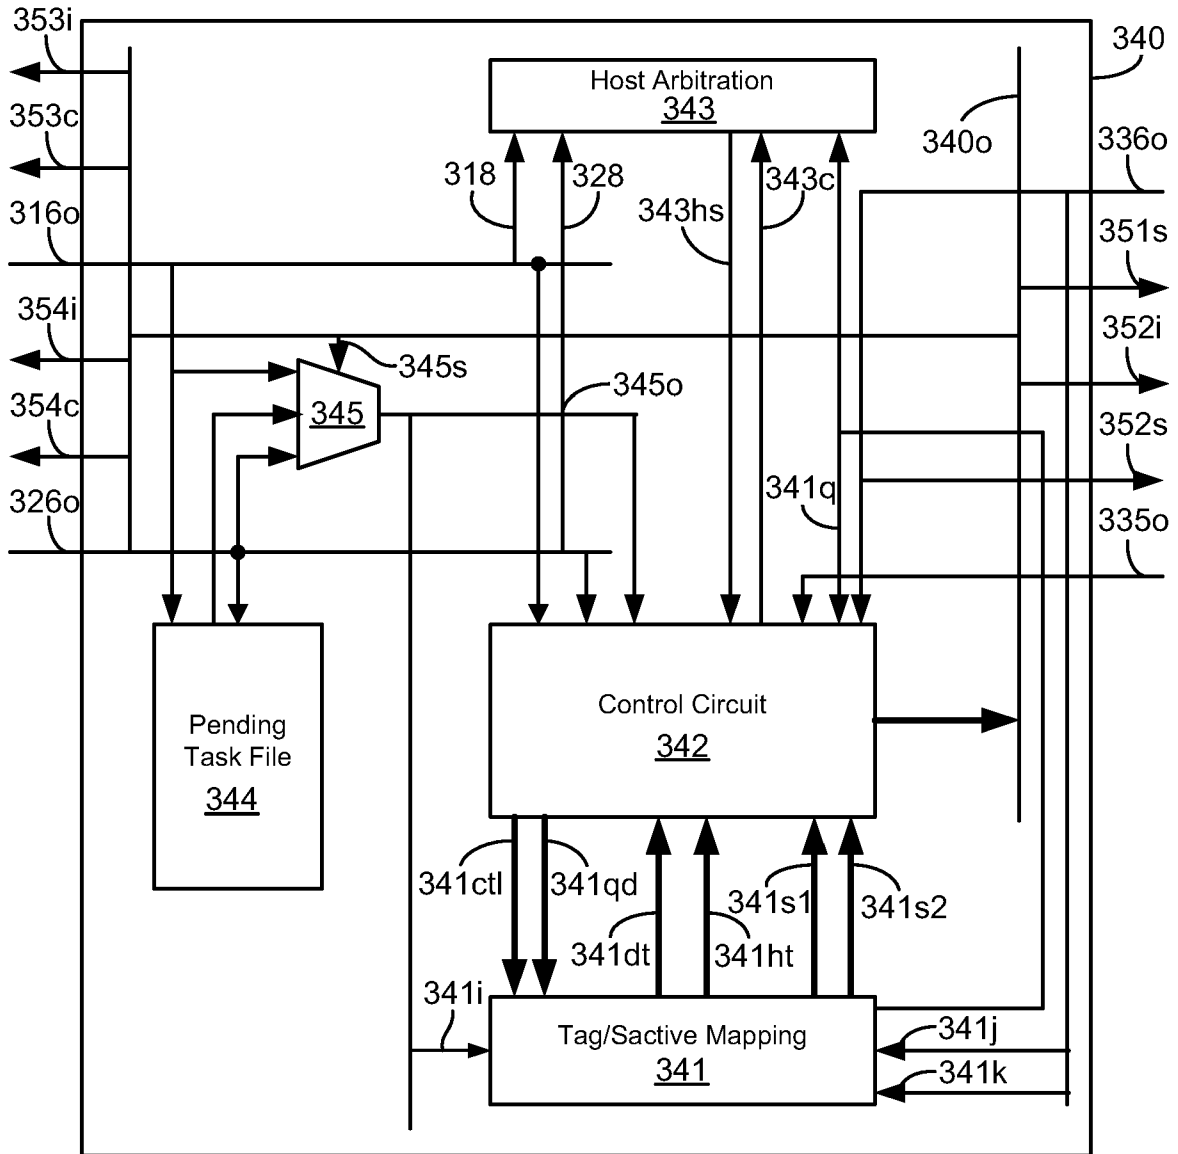 353i
340
Host Arbitration
343
353c
340o
336o
318
328
343c
316o
343hs
351s
354i
352i
345s
345o
354c
345
352s
341q
326o
335o
Control Circuit
342
Pending
Task File
344
341ctl
341qd
341s1
341s2
341dt
341ht
341i
Tag/Sactive Mapping
341
341j
341k